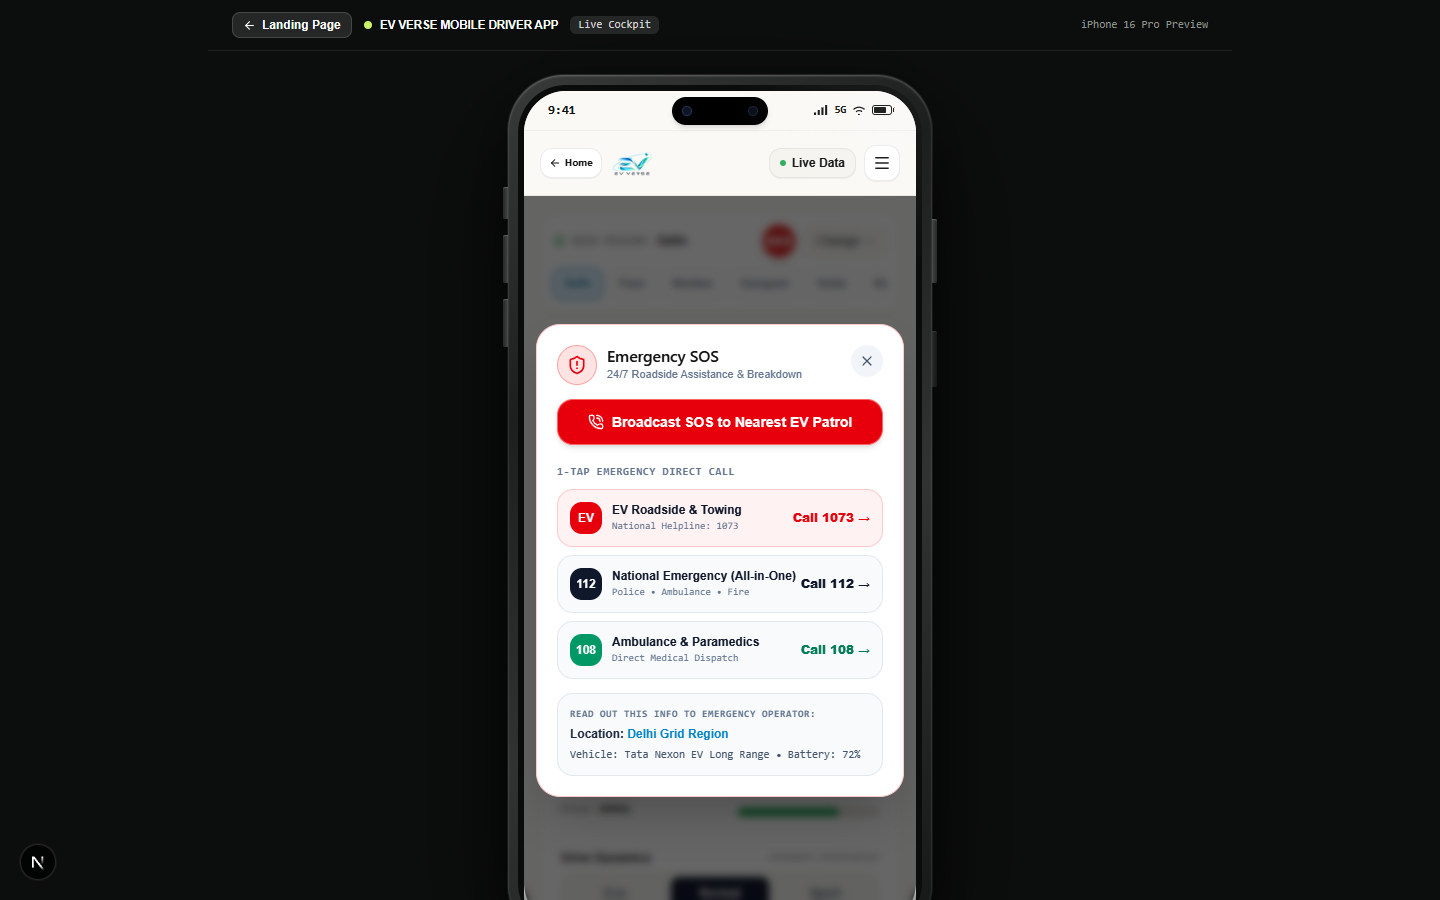 ← Landing Page
EV VERSE MOBILE DRIVER APP
Live Cockpit
iPhone 16 Pro Preview
9:41
5G
← Home
EV VERSE
Live Data
Emergency SOS
24/7 Roadside Assistance & Breakdown
Broadcast SOS to Nearest EV Patrol
1-TAP EMERGENCY DIRECT CALL
EV
EV Roadside & Towing
National Helpline: 1073
Call 1073 →
112
National Emergency (All-in-One)
Police • Ambulance • Fire
Call 112 →
108
Ambulance & Paramedics
Direct Medical Dispatch
Call 108 →
READ OUT THIS INFO TO EMERGENCY OPERATOR:
Location: Delhi Grid Region
Vehicle: Tata Nexon EV Long Range • Battery: 72%
N